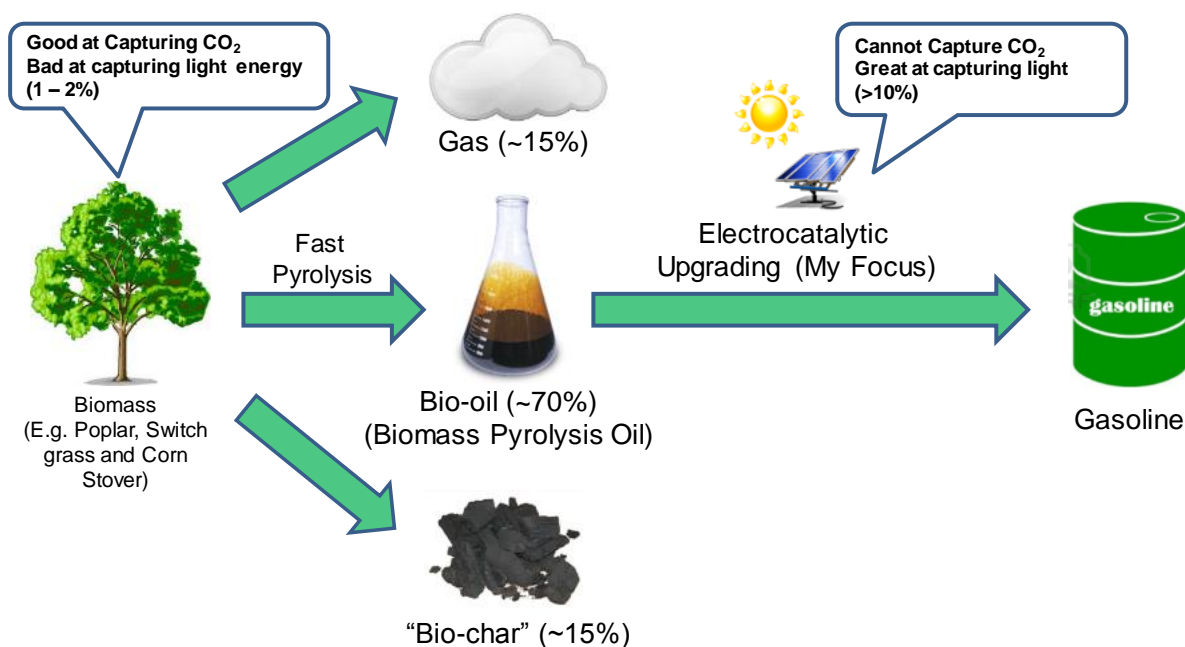 Good at Capturing CO₂
Bad at capturing light energy
(1 – 2%)
Cannot Capture CO₂
Great at capturing light
(>10%)
Gas (~15%)
Fast
Pyrolysis
Electrocatalytic
Upgrading (My Focus)
gasoline
Biomass
(E.g. Poplar, Switch
grass and Corn
Stover)
Bio-oil (~70%)
(Biomass Pyrolysis Oil)
Gasoline
“Bio-char” (~15%)